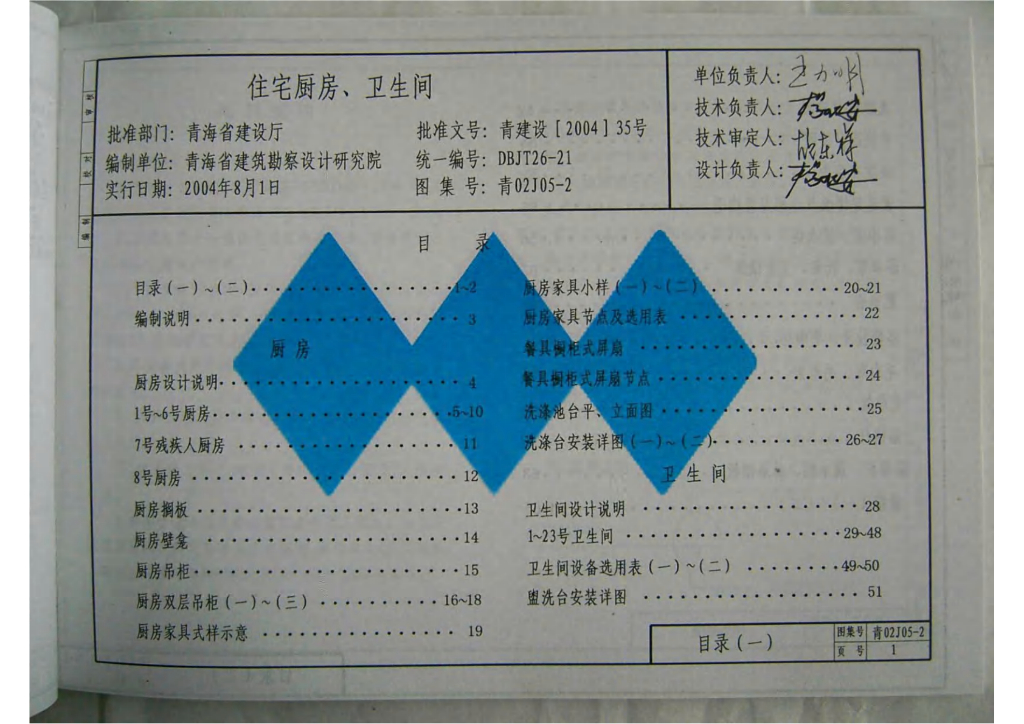 住宅厨房、卫生间
批准部门: 青海省建设厅
编制单位: 青海省建筑勘察设计研究院
实行日期: 2004年8月1日
批准文号: 青建设[2004]35号
统一编号: DBJT26-21
图 集 号: 青02J05-2
单位负责人:
技术负责人:
技术审定人:
设计负责人:
目 录
目录(一)~(二)·················1~2
编制说明·····················3
厨 房
厨房设计说明···················4
1号~6号厨房··················5~10
7号残疾人厨房·················11
8号厨房·····················12
厨房搁板····················13
厨房壁龛····················14
厨房吊柜····················15
厨房双层吊柜(一)~(三)··········16~18
厨房家具式样示意················19
厨房家具小样(一)~(二)··········20~21
厨房家具节点及选用表··············22
餐具搁柜式屏扇·················23
餐具搁柜式屏扇节点···············24
洗涤池台平、立面图···············25
洗涤台安装详图(一)~(二)·········26~27
卫 生 间
卫生间设计说明·················28
1~23号卫生间················29~48
卫生间设备选用表(一)~(二)········49~50
盥洗台安装详图·················51
目录(一)
图集号 青02J05-2
页 号 1